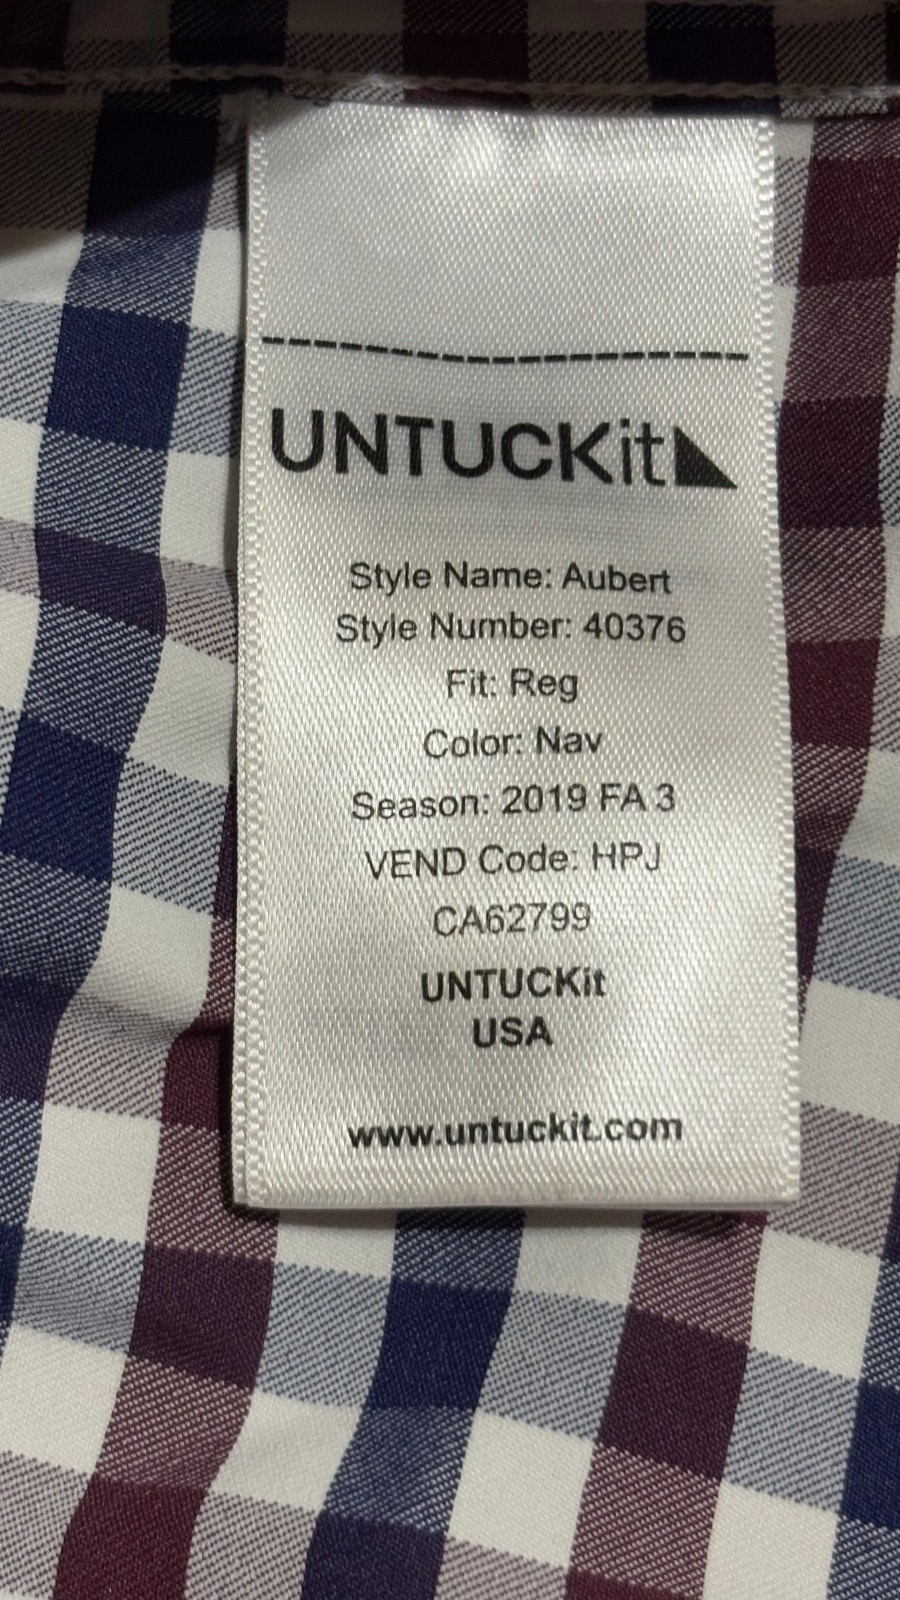 UNTUCKit
Style Name: Aubert
Style Number: 40376
Fit: Reg
Color: Nav
Season: 2019 FA 3
VEND Code: HPJ
CA62799
UNTUCKit
USA
www.untuckit.com